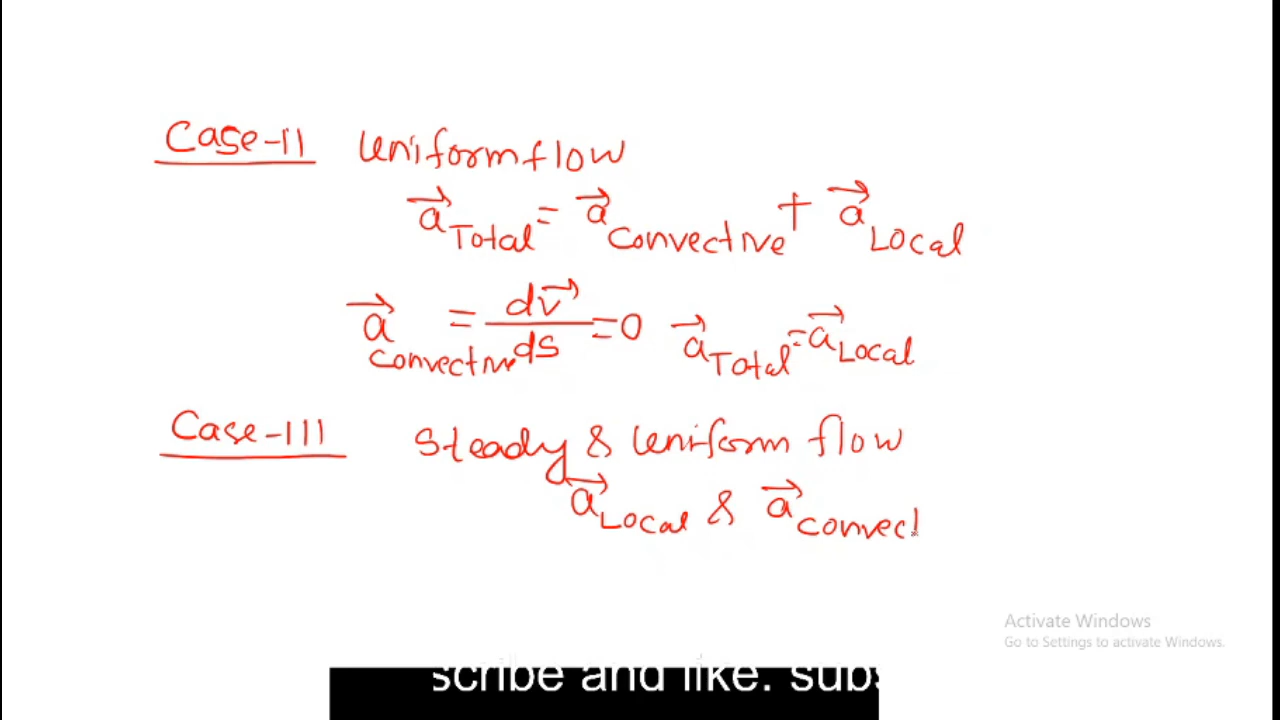 Case-II uniform flow
a⃗ Total = a⃗ Convective + a⃗ Local
a⃗ convective = dv⃗/ds = 0 a⃗ Total = a⃗ Local
Case-III Steady & uniform flow
a⃗ Local & a⃗ convect
Activate Windows
Go to Settings to activate Windows.
scribe and like. subs